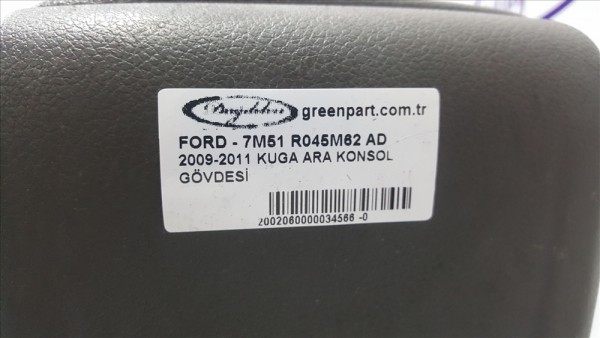 greenpart.com.tr
FORD - 7M51 R045M62 AD
2009-2011 KUGA ARA KONSOL
GÖVDESİ
2002060000034566 -0